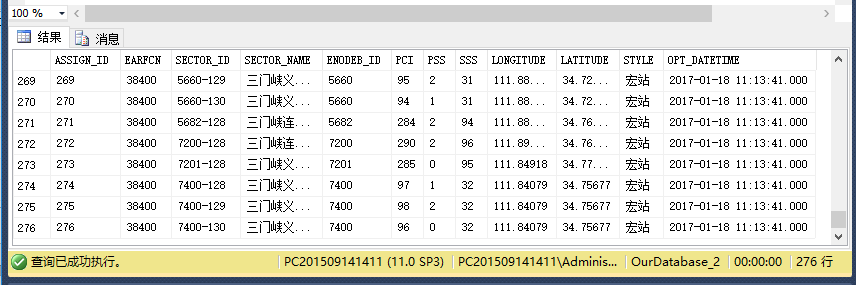 100 %
结果 消息
ASSIGN_ID EARFCN SECTOR_ID SECTOR_NAME ENODEB_ID PCI PSS SSS LONGITUDE LATITUDE STYLE OPT_DATETIME
269 269 38400 5660-129 三门峡义... 5660 95 2 31 111.88... 34.72... 宏站 2017-01-18 11:13:41.000
270 270 38400 5660-130 三门峡义... 5660 94 1 31 111.88... 34.72... 宏站 2017-01-18 11:13:41.000
271 271 38400 5682-128 三门峡连... 5682 284 2 94 111.88... 34.76... 宏站 2017-01-18 11:13:41.000
272 272 38400 7200-128 三门峡连... 7200 290 2 96 111.89... 34.76... 宏站 2017-01-18 11:13:41.000
273 273 38400 7201-128 三门峡义... 7201 285 0 95 111.84918 34.77... 宏站 2017-01-18 11:13:41.000
274 274 38400 7400-128 三门峡义... 7400 97 1 32 111.84079 34.75677 宏站 2017-01-18 11:13:41.000
275 275 38400 7400-129 三门峡义... 7400 98 2 32 111.84079 34.75677 宏站 2017-01-18 11:13:41.000
276 276 38400 7400-130 三门峡义... 7400 96 0 32 111.84079 34.75677 宏站 2017-01-18 11:13:41.000
查询已成功执行。 PC201509141411 (11.0 SP3) PC201509141411\Adminis... OurDatabase_2 00:00:00 276 行